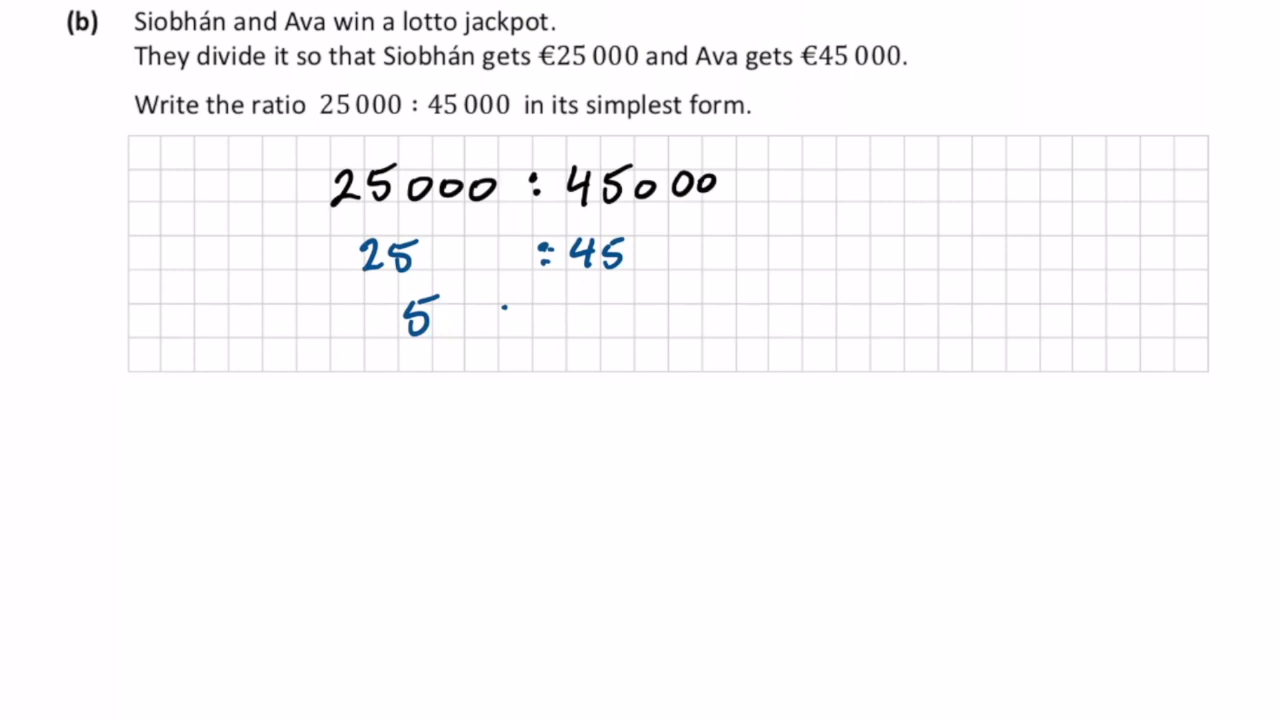 (b) Siobhán and Ava win a lotto jackpot.
They divide it so that Siobhán gets €25 000 and Ava gets €45 000.
Write the ratio 25 000 : 45 000 in its simplest form.
25000 : 45000
25 : 45
5 .